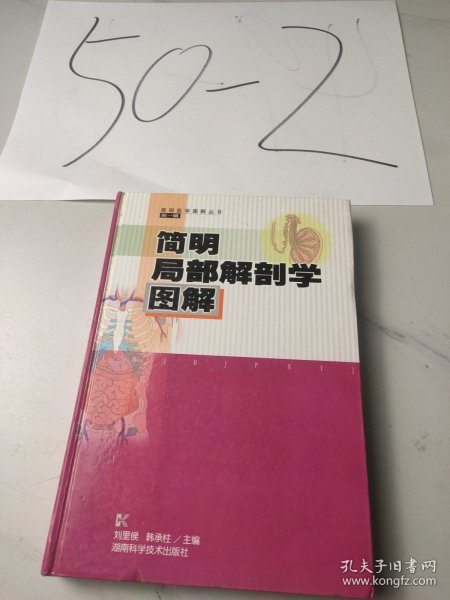 50-2
简明医学图解丛书
第一辑
简明
局部解剖学
图解
J B J P X T J
刘里侯 韩承柱／主编
湖南科学技术出版社
孔夫子旧书网
www.kongfz.com